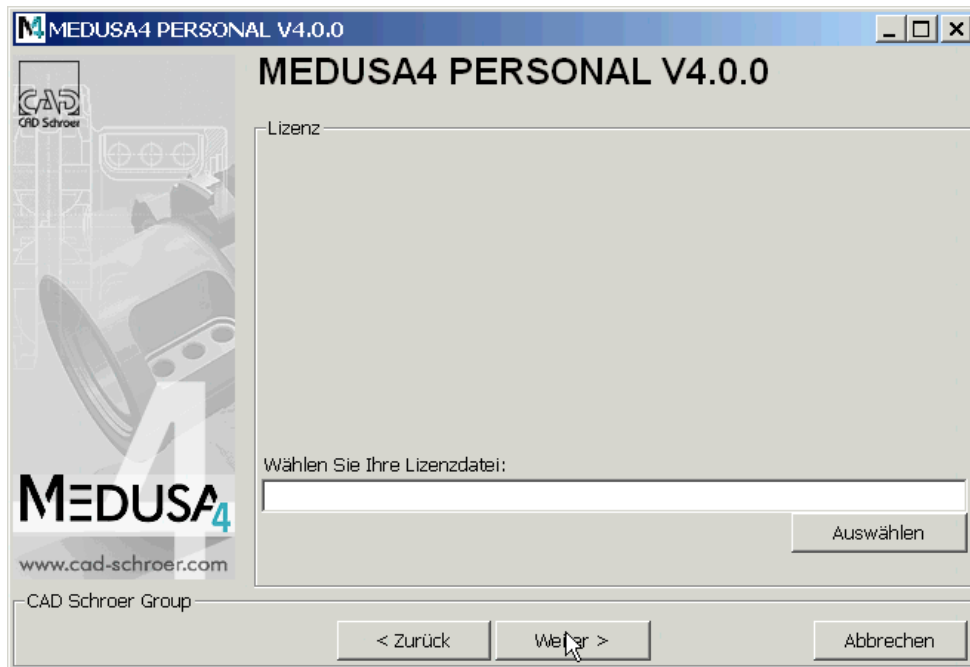 MEDUSA4 PERSONAL V4.0.0
MEDUSA4 PERSONAL V4.0.0
CAD
CAD Schroer
Lizenz
Wählen Sie Ihre Lizenzdatei:
Auswählen
MEDUSA4
www.cad-schroer.com
CAD Schroer Group
< Zurück
Weiter >
Abbrechen